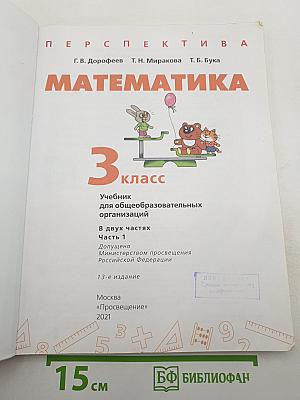 ПЕРСПЕКТИВА
Г. В. Дорофеев Т. Н. Миракова Т. Б. Бука
МАТЕМАТИКА
3 класс
Учебник
для общеобразовательных
организаций
В двух частях
Часть 1
Допущено
Министерством просвещения
Российской Федерации
13-е издание
Москва
«Просвещение»
2021
15 см
БФ БИБЛИОФАН